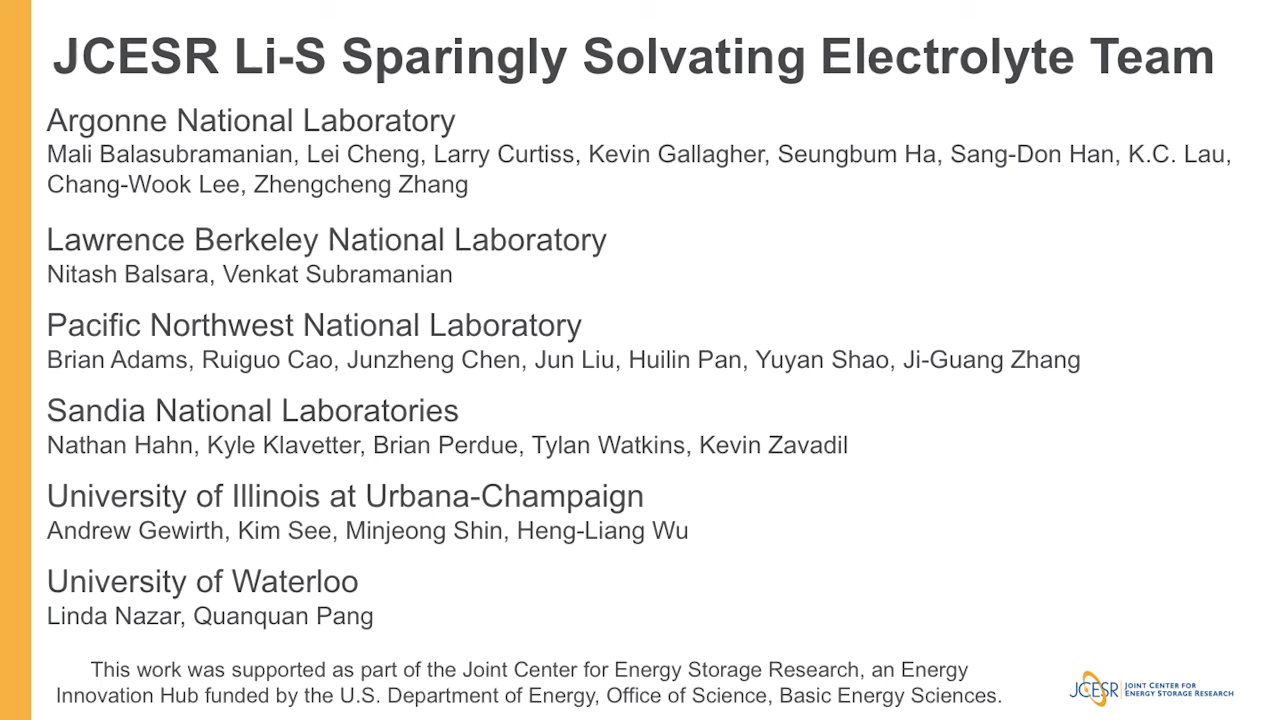 JCESR Li-S Sparingly Solvating Electrolyte Team
Argonne National Laboratory
Mali Balasubramanian, Lei Cheng, Larry Curtiss, Kevin Gallagher, Seungbum Ha, Sang-Don Han, K.C. Lau,
Chang-Wook Lee, Zhengcheng Zhang
Lawrence Berkeley National Laboratory
Nitash Balsara, Venkat Subramanian
Pacific Northwest National Laboratory
Brian Adams, Ruiguo Cao, Junzheng Chen, Jun Liu, Huilin Pan, Yuyan Shao, Ji-Guang Zhang
Sandia National Laboratories
Nathan Hahn, Kyle Klavetter, Brian Perdue, Tylan Watkins, Kevin Zavadil
University of Illinois at Urbana-Champaign
Andrew Gewirth, Kim See, Minjeong Shin, Heng-Liang Wu
University of Waterloo
Linda Nazar, Quanquan Pang
This work was supported as part of the Joint Center for Energy Storage Research, an Energy
Innovation Hub funded by the U.S. Department of Energy, Office of Science, Basic Energy Sciences.
JCESR
JOINT CENTER FOR
ENERGY STORAGE RESEARCH